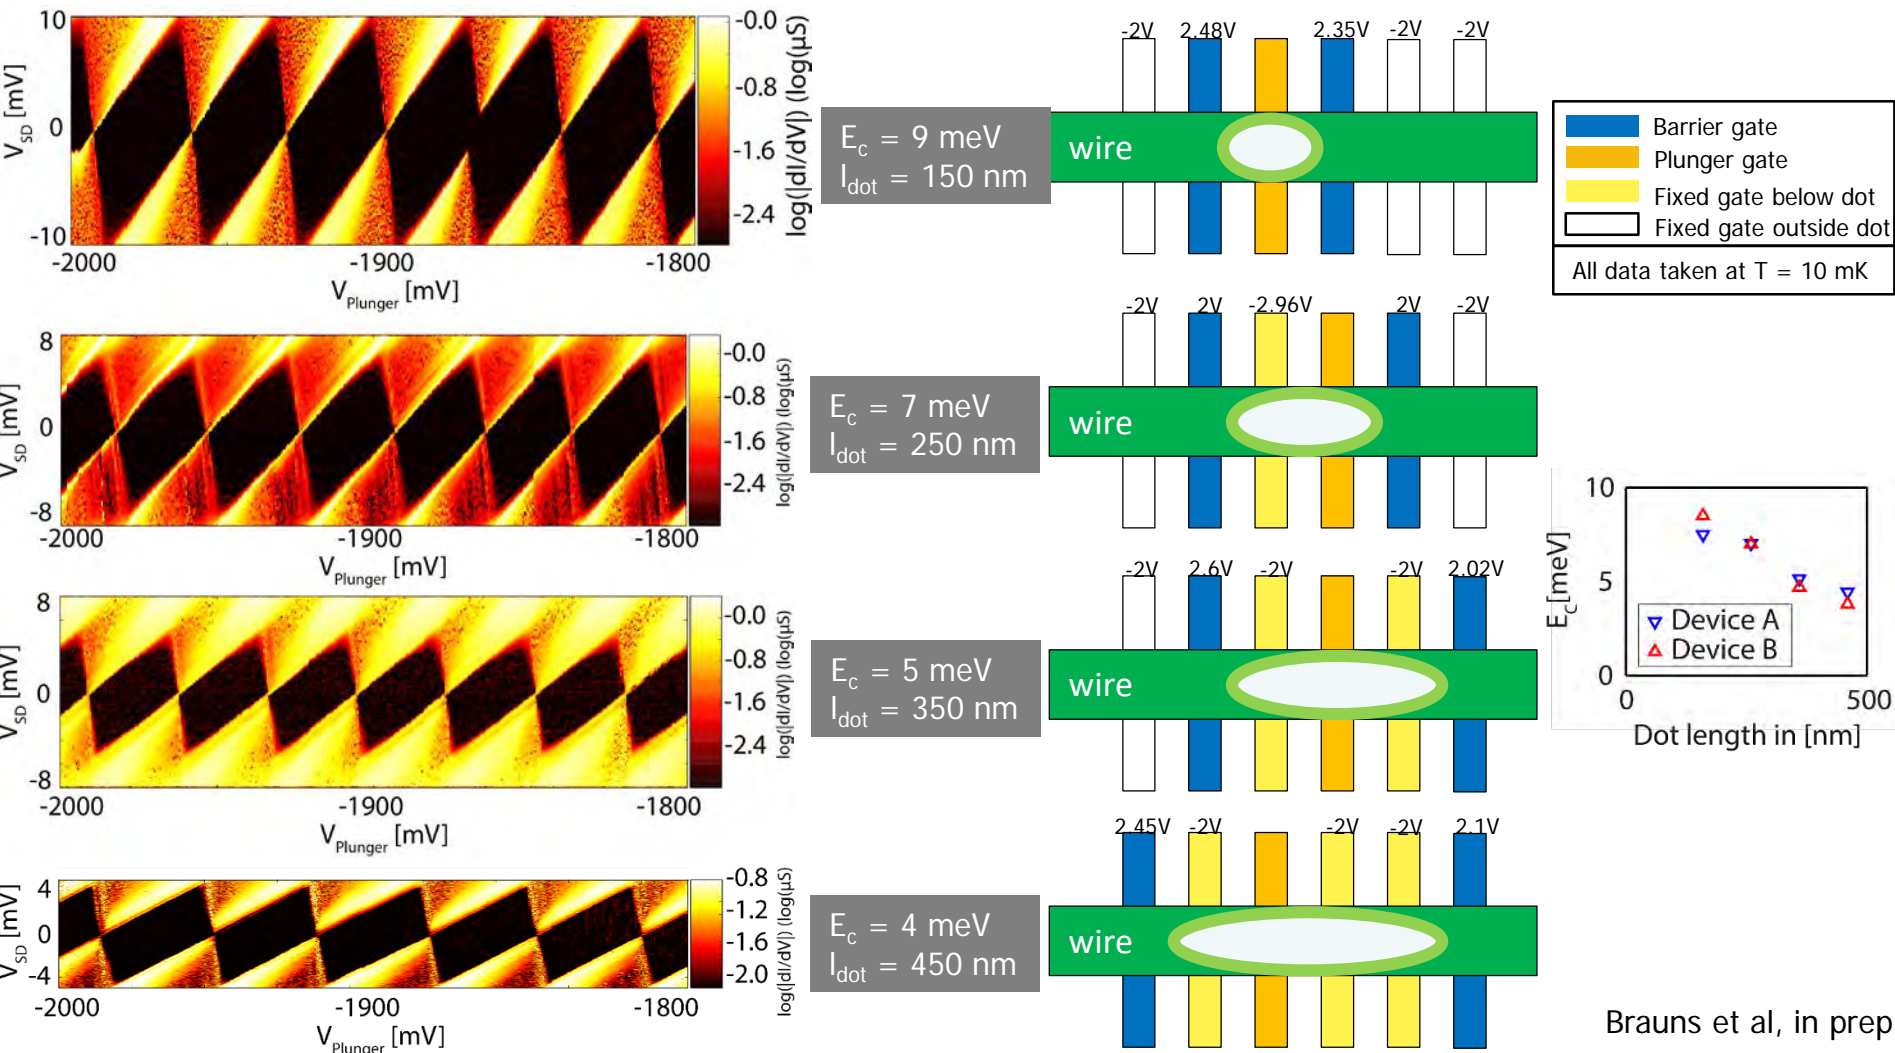 10
0
-10
V_SD [mV]
-2000
-1900
-1800
V_Plunger [mV]
-0.0
-0.8
-1.6
-2.4
log(|dI/dV|) (log(μS)
E_c = 9 meV
l_dot = 150 nm
-2V
2.48V
2.35V
-2V
-2V
wire
Barrier gate
Plunger gate
Fixed gate below dot
Fixed gate outside dot
All data taken at T = 10 mK
8
0
-8
V_SD [mV]
-2000
-1900
-1800
V_Plunger [mV]
-0.0
-0.8
-1.6
-2.4
log(|dI/dV|) (log(μS)
E_c = 7 meV
l_dot = 250 nm
-2V
2V
-2.96V
2V
-2V
wire
8
0
-8
V_SD [mV]
-2000
-1900
-1800
V_Plunger [mV]
-0.0
-0.8
-1.6
-2.4
log(|dI/dV|) (log(μS)
E_c = 5 meV
l_dot = 350 nm
-2V
2.6V
-2V
-2V
2.02V
wire
10
5
0
E_C[meV]
Device A
Device B
0
500
Dot length in [nm]
4
0
-4
V_SD [mV]
-2000
-1900
-1800
V_Plunger [mV]
-0.8
-1.2
-1.6
-2.0
log(|dI/dV|) (log(μS)
E_c = 4 meV
l_dot = 450 nm
2.45V
-2V
-2V
-2V
2.1V
wire
Brauns et al, in prep